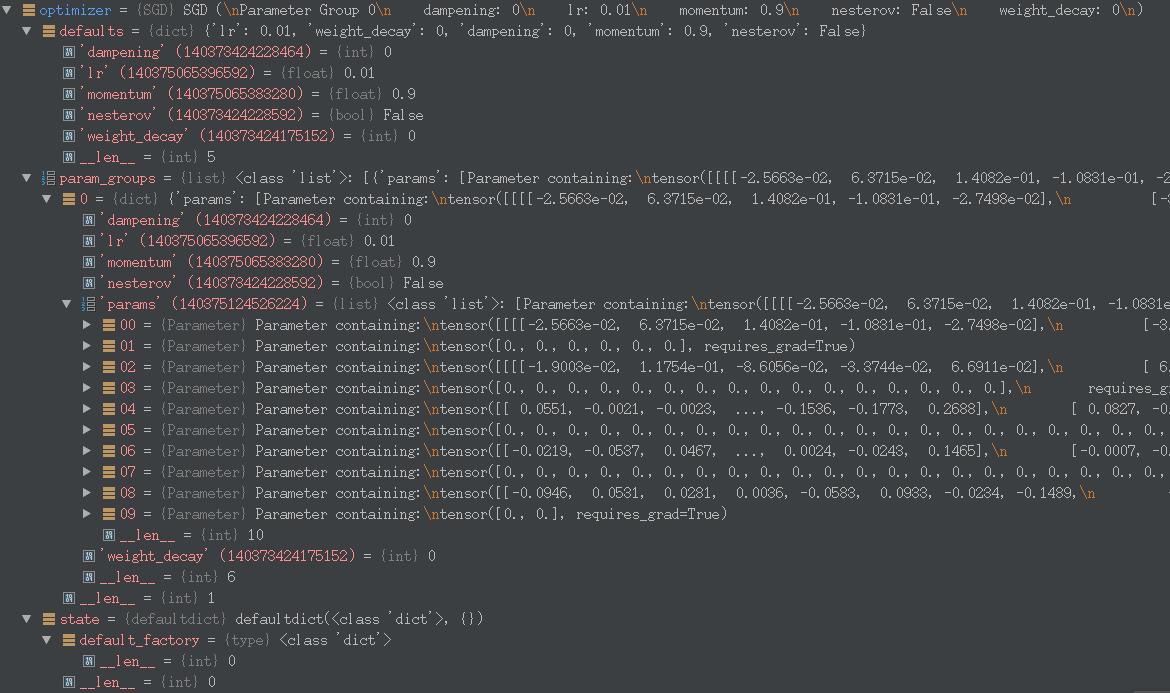 optimizer = {SGD} SGD (\nParameter Group 0\n    dampening: 0\n    lr: 0.01\n    momentum: 0.9\n    nesterov: False\n    weight_decay: 0\n)
defaults = {dict} {'lr': 0.01, 'weight_decay': 0, 'dampening': 0, 'momentum': 0.9, 'nesterov': False}
'dampening' (140373424228464) = {int} 0
'lr' (140375065396592) = {float} 0.01
'momentum' (140375065383280) = {float} 0.9
'nesterov' (140373424228592) = {bool} False
'weight_decay' (140373424175152) = {int} 0
__len__ = {int} 5
param_groups = {list} <class 'list'>: [{'params': [Parameter containing:\ntensor([[[[-2.5663e-02,  6.3715e-02,  1.4082e-01, -1.0831e-01, -2
0 = {dict} {'params': [Parameter containing:\ntensor([[[[-2.5663e-02,  6.3715e-02,  1.4082e-01, -1.0831e-01, -2.7498e-02],\n          [-3
'dampening' (140373424228464) = {int} 0
'lr' (140375065396592) = {float} 0.01
'momentum' (140375065383280) = {float} 0.9
'nesterov' (140373424228592) = {bool} False
'params' (140375124526224) = {list} <class 'list'>: [Parameter containing:\ntensor([[[[-2.5663e-02,  6.3715e-02,  1.4082e-01, -1.0831e
00 = {Parameter} Parameter containing:\ntensor([[[[-2.5663e-02,  6.3715e-02,  1.4082e-01, -1.0831e-01, -2.7498e-02],\n          [-3.
01 = {Parameter} Parameter containing:\ntensor([0., 0., 0., 0., 0., 0.], requires_grad=True)
02 = {Parameter} Parameter containing:\ntensor([[[[-1.9003e-02,  1.1754e-01, -8.6056e-02, -8.3744e-02,  6.6911e-02],\n          [ 6.
03 = {Parameter} Parameter containing:\ntensor([0., 0., 0., 0., 0., 0., 0., 0., 0., 0., 0., 0., 0., 0., 0., 0.],\n       requires_gr
04 = {Parameter} Parameter containing:\ntensor([[ 0.0551, -0.0021, -0.0023,  ..., -0.1536, -0.1773,  0.2688],\n        [ 0.0827, -0.
05 = {Parameter} Parameter containing:\ntensor([0., 0., 0., 0., 0., 0., 0., 0., 0., 0., 0., 0., 0., 0., 0., 0., 0., 0., 0., 0., 0.,
06 = {Parameter} Parameter containing:\ntensor([[-0.0219, -0.0537,  0.0467,  ...,  0.0024, -0.0243,  0.1465],\n        [-0.0007, -0.
07 = {Parameter} Parameter containing:\ntensor([0., 0., 0., 0., 0., 0., 0., 0., 0., 0., 0., 0., 0., 0., 0., 0., 0., 0., 0., 0., 0.,
08 = {Parameter} Parameter containing:\ntensor([[-0.0946,  0.0531,  0.0281,  0.0036, -0.0583,  0.0933, -0.0234, -0.1489,\n
09 = {Parameter} Parameter containing:\ntensor([0., 0.], requires_grad=True)
__len__ = {int} 10
'weight_decay' (140373424175152) = {int} 0
__len__ = {int} 6
__len__ = {int} 1
state = {defaultdict} defaultdict(<class 'dict'>, {})
default_factory = {type} <class 'dict'>
__len__ = {int} 0
__len__ = {int} 0